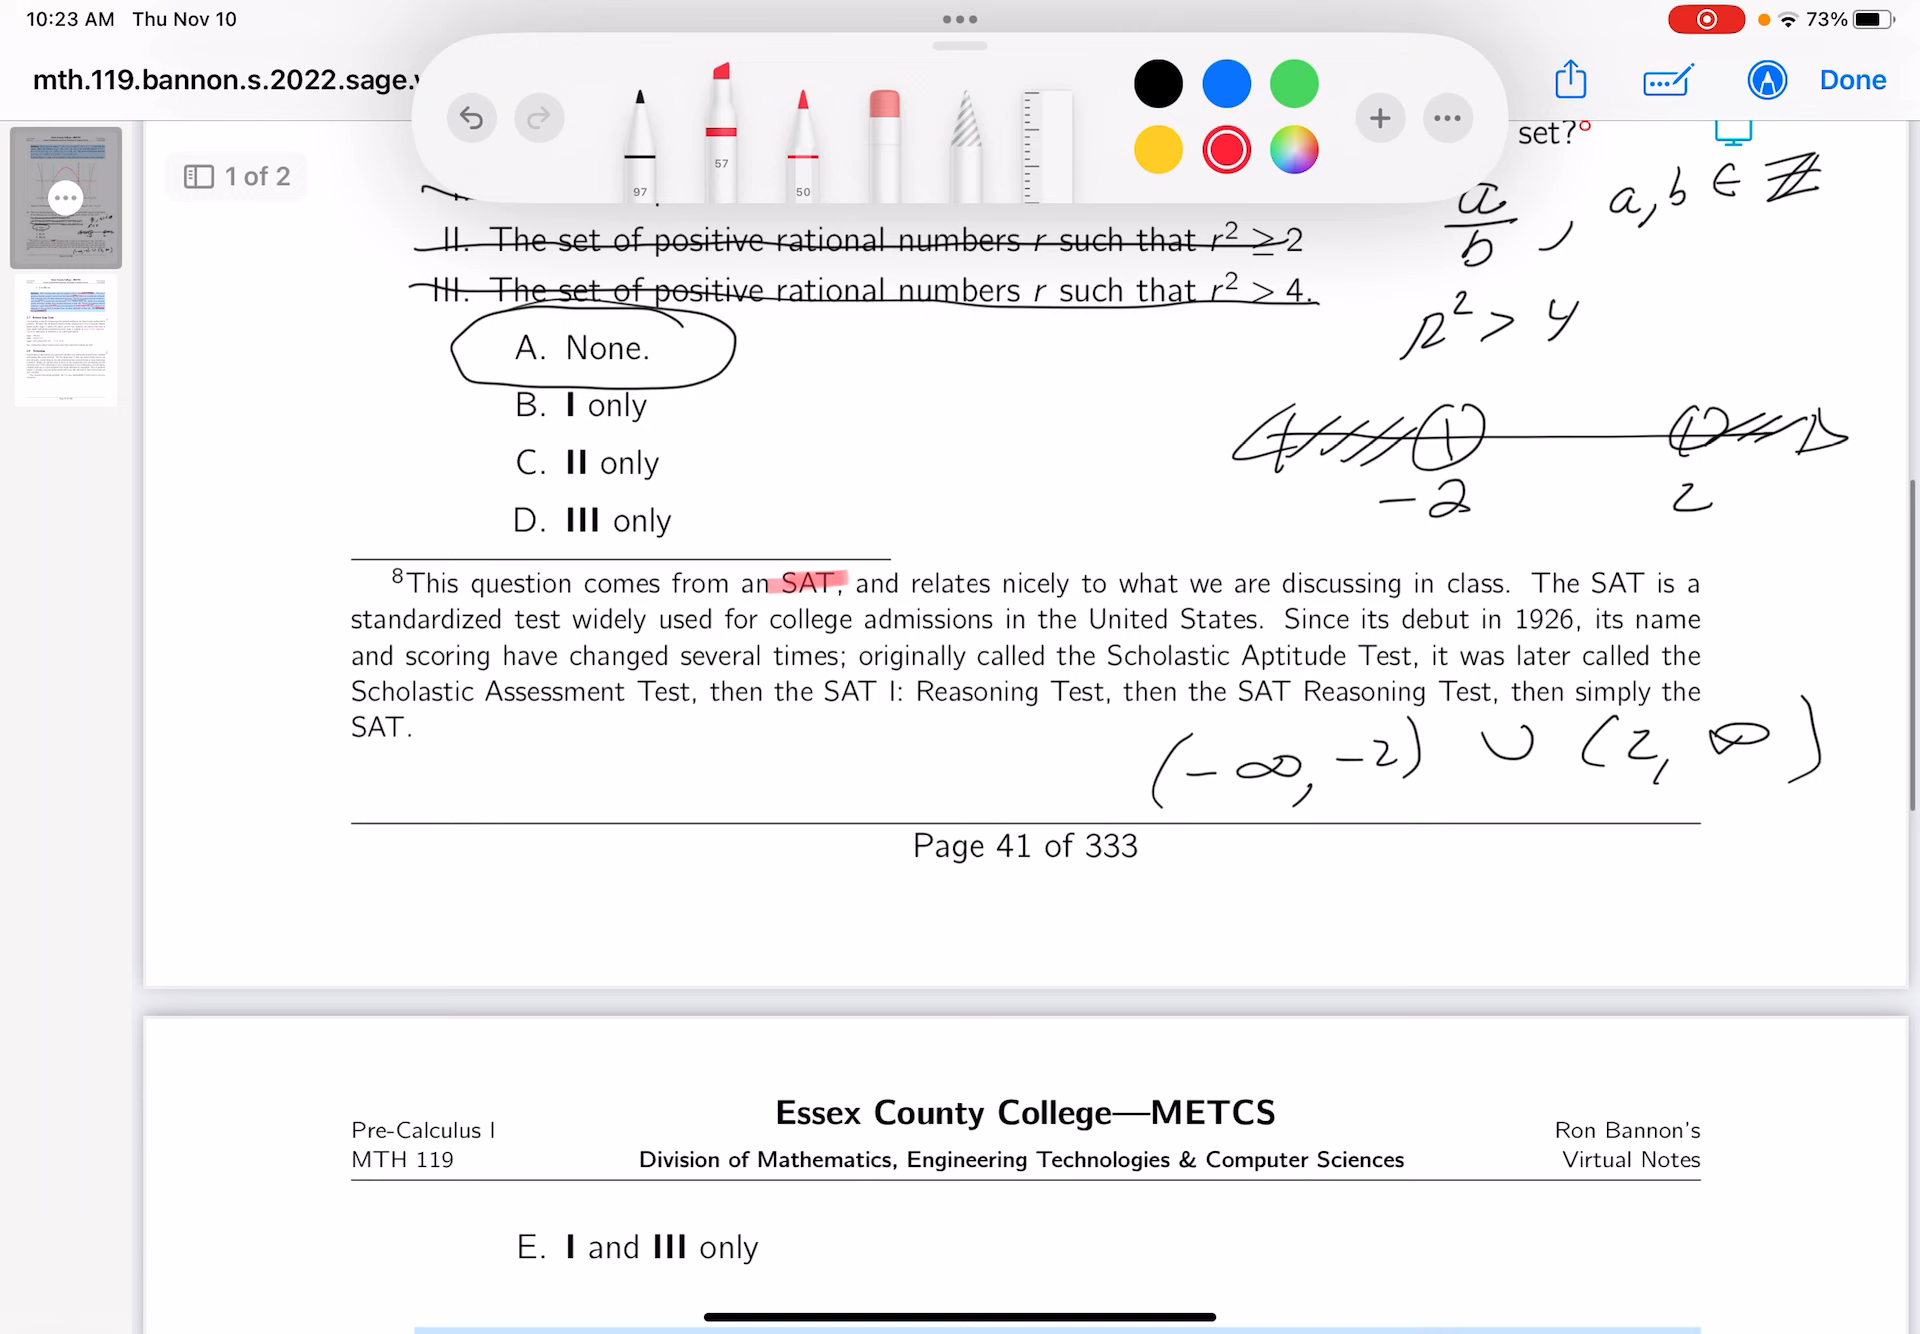 10:23 AM Thu Nov 10
73%
mth.119.bannon.s.2022.sage.
Done
97
57
50
1 of 2
set?
a/b, a, b ∈ ℤ
II. The set of positive rational numbers r such that r² ≥ 2
III. The set of positive rational numbers r such that r² > 4.
r² > 4
A. None.
B. I only
C. II only
D. III only
-2 2
⁸This question comes from an SAT, and relates nicely to what we are discussing in class. The SAT is a
standardized test widely used for college admissions in the United States. Since its debut in 1926, its name
and scoring have changed several times; originally called the Scholastic Aptitude Test, it was later called the
Scholastic Assessment Test, then the SAT I: Reasoning Test, then the SAT Reasoning Test, then simply the
SAT.
(-∞, -2) ∪ (2, ∞)
Page 41 of 333
Pre-Calculus I
MTH 119
Essex County College—METCS
Division of Mathematics, Engineering Technologies & Computer Sciences
Ron Bannon's
Virtual Notes
E. I and III only